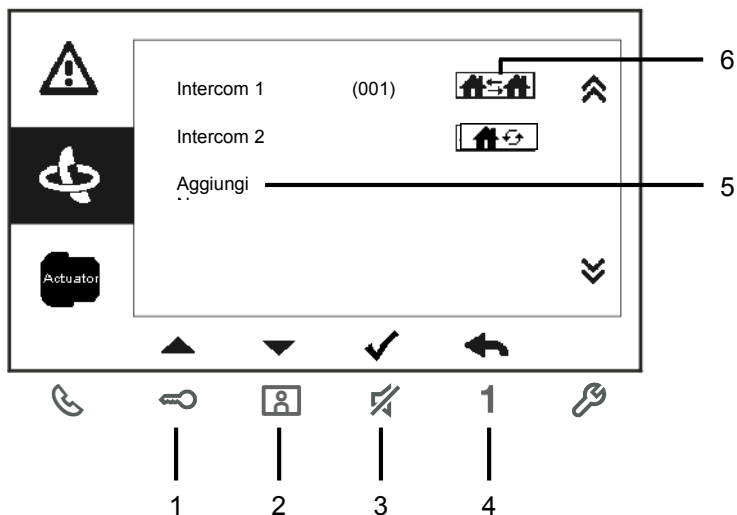 6
Intercom 1 (001)
Intercom 2
Aggiungi
5
Actuator
1
1 2 3 4